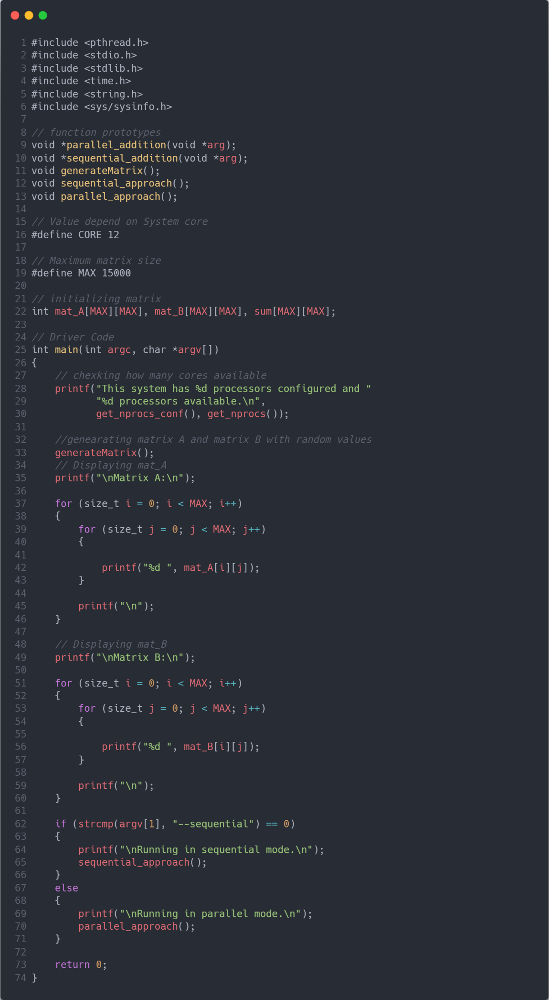 1 #include <pthread.h>
2 #include <stdio.h>
3 #include <stdlib.h>
4 #include <time.h>
5 #include <string.h>
6 #include <sys/sysinfo.h>
7
8 // function prototypes
9 void *parallel_addition(void *arg);
10 void *sequential_addition(void *arg);
11 void generateMatrix();
12 void sequential_approach();
13 void parallel_approach();
14
15 // Value depend on System core
16 #define CORE 12
17
18 // Maximum matrix size
19 #define MAX 15000
20
21 // initializing matrix
22 int mat_A[MAX][MAX], mat_B[MAX][MAX], sum[MAX][MAX];
23
24 // Driver Code
25 int main(int argc, char *argv[])
26 {
27     // chexking how many cores available
28     printf("This system has %d processors configured and "
29            "%d processors available.\n",
30            get_nprocs_conf(), get_nprocs());
31
32     //genearating matrix A and matrix B with random values
33     generateMatrix();
34     // Displaying mat_A
35     printf("\nMatrix A:\n");
36
37     for (size_t i = 0; i < MAX; i++)
38     {
39         for (size_t j = 0; j < MAX; j++)
40         {
41
42             printf("%d ", mat_A[i][j]);
43         }
44
45         printf("\n");
46     }
47
48     // Displaying mat_B
49     printf("\nMatrix B:\n");
50
51     for (size_t i = 0; i < MAX; i++)
52     {
53         for (size_t j = 0; j < MAX; j++)
54         {
55
56             printf("%d ", mat_B[i][j]);
57         }
58
59         printf("\n");
60     }
61
62     if (strcmp(argv[1], "--sequential") == 0)
63     {
64         printf("\nRunning in sequential mode.\n");
65         sequential_approach();
66     }
67     else
68     {
69         printf("\nRunning in parallel mode.\n");
70         parallel_approach();
71     }
72
73     return 0;
74 }